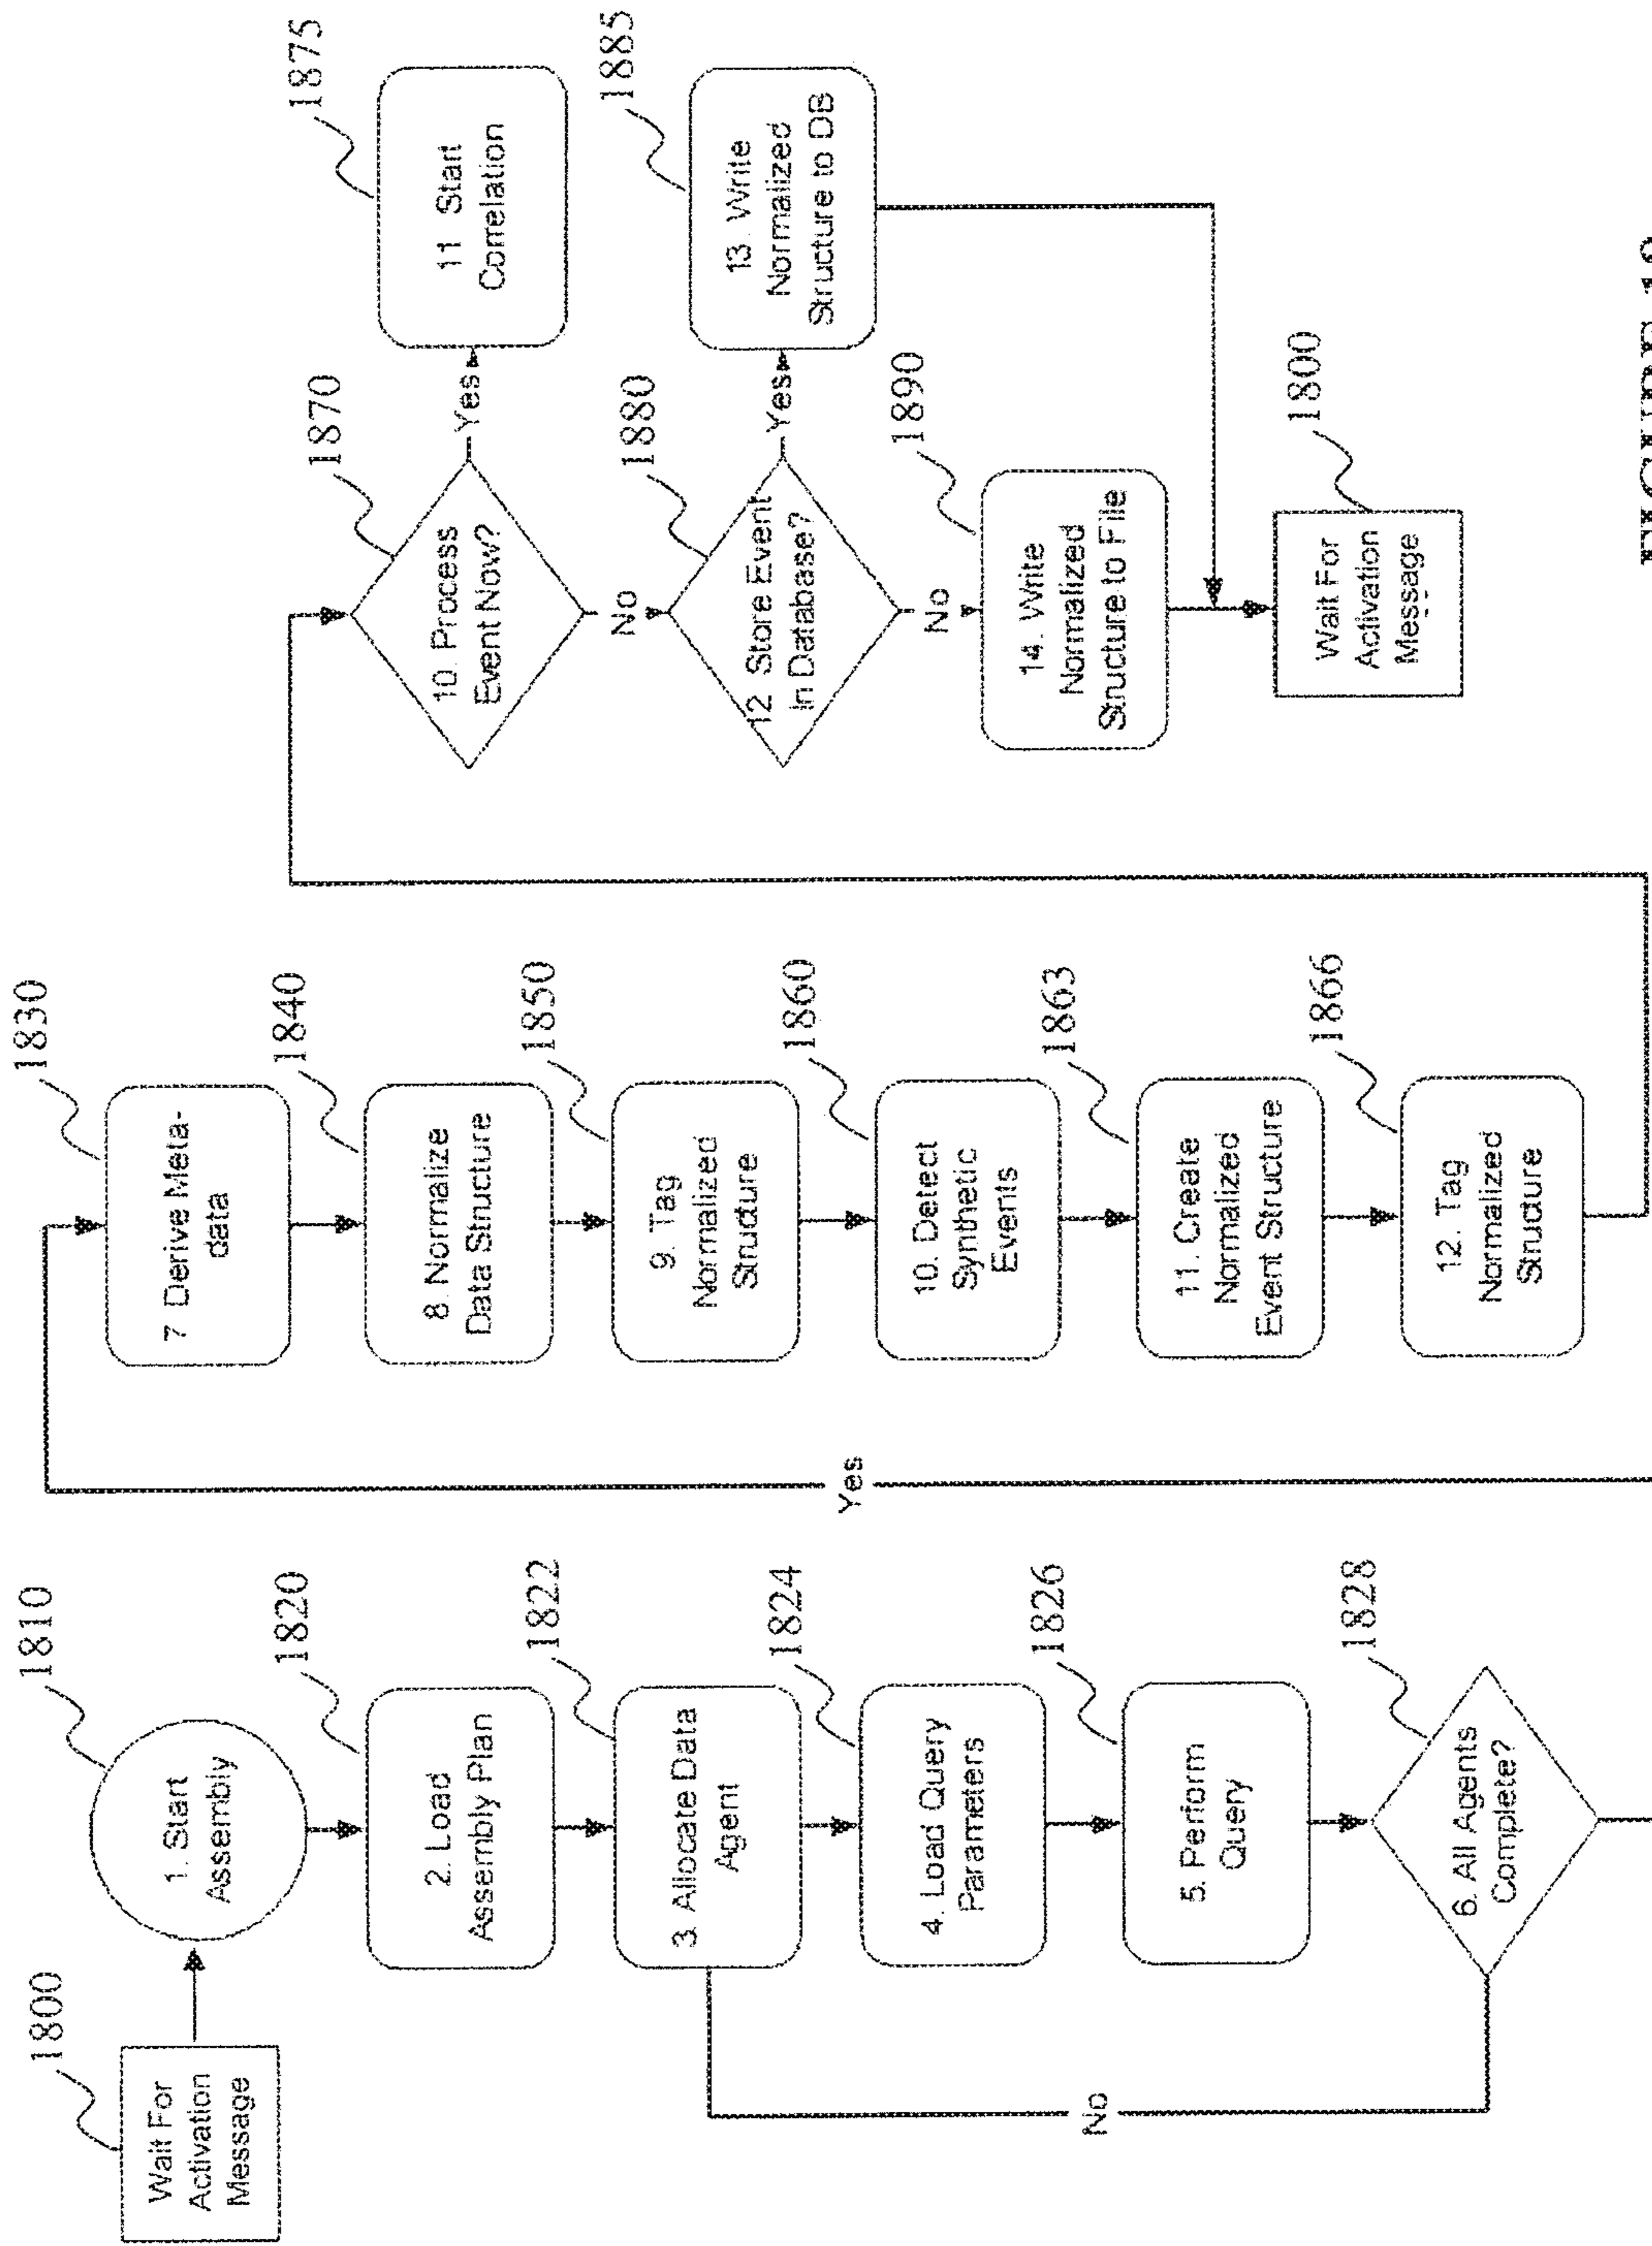 1800
Wait For
Activation
Message
1810
1. Start
Assembly
1820
2. Load
Assembly Plan
1822
3. Allocate Data
Agent
1824
4. Load Query
Parameters
1826
5. Perform
Query
1828
6. All Agents
Complete?
No
Yes
1830
7 Derive Meta-
data
1840
8. Normalize
Data Structure
1850
9. Tag
Normalized
Structure
1860
10. Detect
Synthetic
Events
1863
11. Create
Normalized
Event Structure
1866
12. Tag
Normalized
Structure
1870
10. Process
Event Now?
Yes
1875
11 Start
Correlation
No
1880
12 Store Event
In Database?
Yes
1885
13. Write
Normalized
Structure to DB
No
1890
14. Write
Normalized
Structure to File
1800
Wait For
Activation
Message